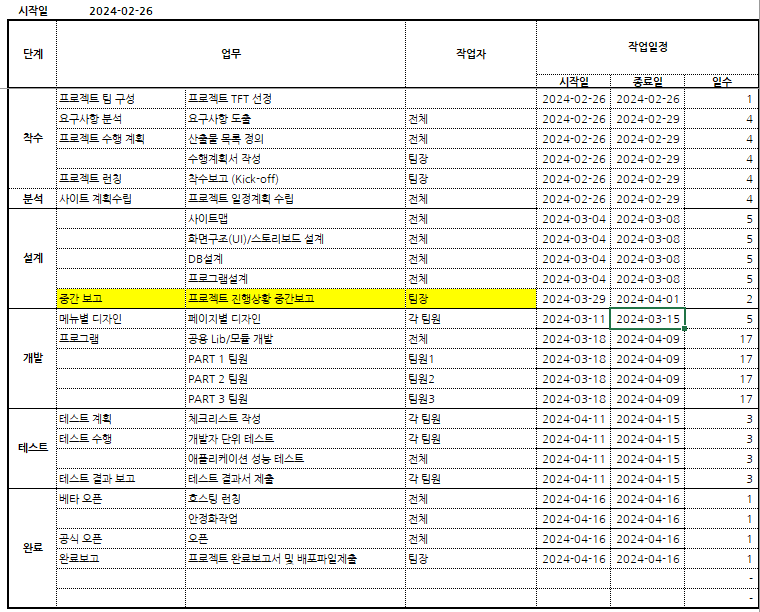 시작일 2024-02-26
단계 업무 작업자 작업일정
시작일 종료일 일수
착수
프로젝트 팀 구성 프로젝트 TFT 선정 2024-02-26 2024-02-26 1
요구사항 분석 요구사항 도출 전체 2024-02-26 2024-02-29 4
프로젝트 수행 계획 산출물 목록 정의 전체 2024-02-26 2024-02-29 4
수행계획서 작성 팀장 2024-02-26 2024-02-29 4
프로젝트 런칭 착수보고 (Kick-off) 팀장 2024-02-26 2024-02-29 4
분석 사이트 계획수립 프로젝트 일정계획 수립 전체 2024-02-26 2024-02-29 4
설계
사이트맵 전체 2024-03-04 2024-03-08 5
화면구조(UI)/스토리보드 설계 전체 2024-03-04 2024-03-08 5
DB설계 전체 2024-03-04 2024-03-08 5
프로그램설계 전체 2024-03-04 2024-03-08 5
중간 보고 프로젝트 진행상황 중간보고 팀장 2024-03-29 2024-04-01 2
개발
메뉴별 디자인 페이지별 디자인 각 팀원 2024-03-11 2024-03-15 5
프로그램 공용 Lib/모듈 개발 전체 2024-03-18 2024-04-09 17
PART 1 팀원 팀원1 2024-03-18 2024-04-09 17
PART 2 팀원 팀원2 2024-03-18 2024-04-09 17
PART 3 팀원 팀원3 2024-03-18 2024-04-09 17
테스트
테스트 계획 체크리스트 작성 각 팀원 2024-04-11 2024-04-15 3
테스트 수행 개발자 단위 테스트 각 팀원 2024-04-11 2024-04-15 3
애플리케이션 성능 테스트 전체 2024-04-11 2024-04-15 3
테스트 결과 보고 테스트 결과서 제출 각 팀원 2024-04-11 2024-04-15 3
완료
베타 오픈 호스팅 런칭 전체 2024-04-16 2024-04-16 1
안정화작업 전체 2024-04-16 2024-04-16 1
공식 오픈 오픈 전체 2024-04-16 2024-04-16 1
완료보고 프로젝트 완료보고서 및 배포파일제출 팀장 2024-04-16 2024-04-16 1
-
-